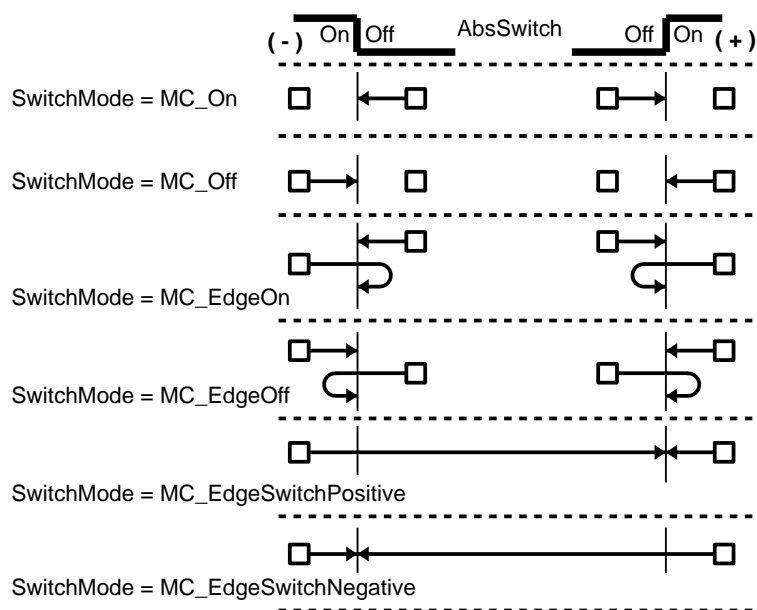 ( - ) On Off AbsSwitch Off On ( + )
SwitchMode = MC_On
SwitchMode = MC_Off
SwitchMode = MC_EdgeOn
SwitchMode = MC_EdgeOff
SwitchMode = MC_EdgeSwitchPositive
SwitchMode = MC_EdgeSwitchNegative